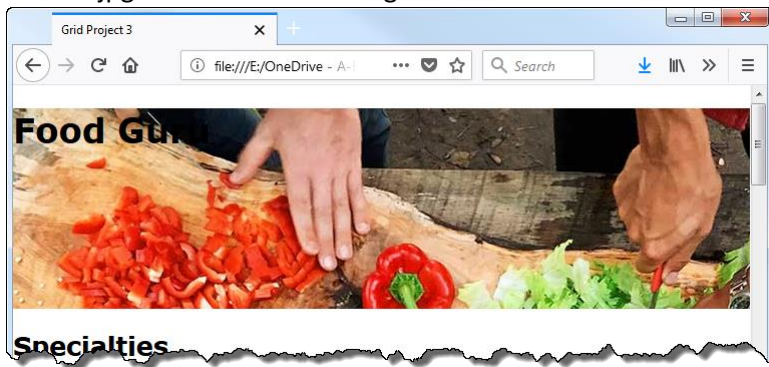 Grid Project 3
file:///E:/OneDrive - A-
Search
Food Guru
Specialties